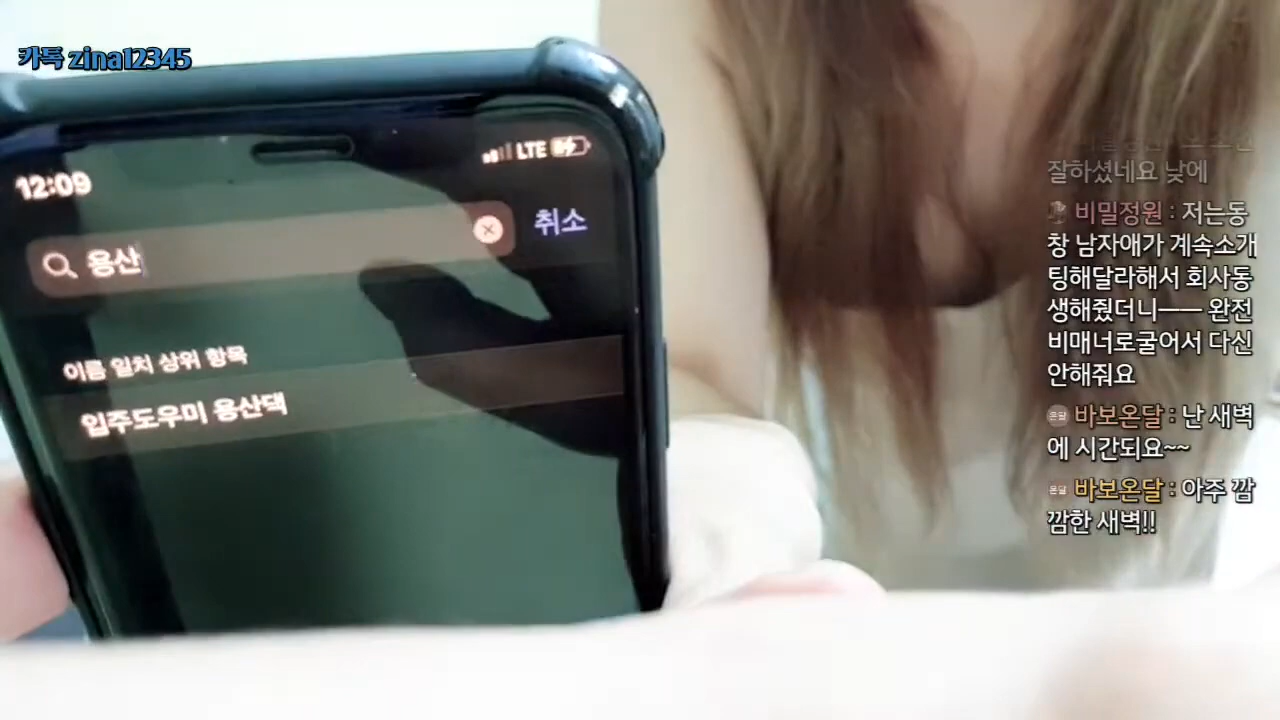 카톡 zina12345
12:09
LTE
용산
취소
이름 일치 상위 항목
입주도우미 용산댁
잘하셨네요 낮에
비밀정원 : 저는동
창 남자애가 계속소개
팅해달라해서 회사동
생해줬더니ㅡㅡ 완전
비매너로굴어서 다신
안해줘요
바보온달 : 난 새벽
에 시간되요~~
바보온달 : 아주 깜
깜한 새벽!!